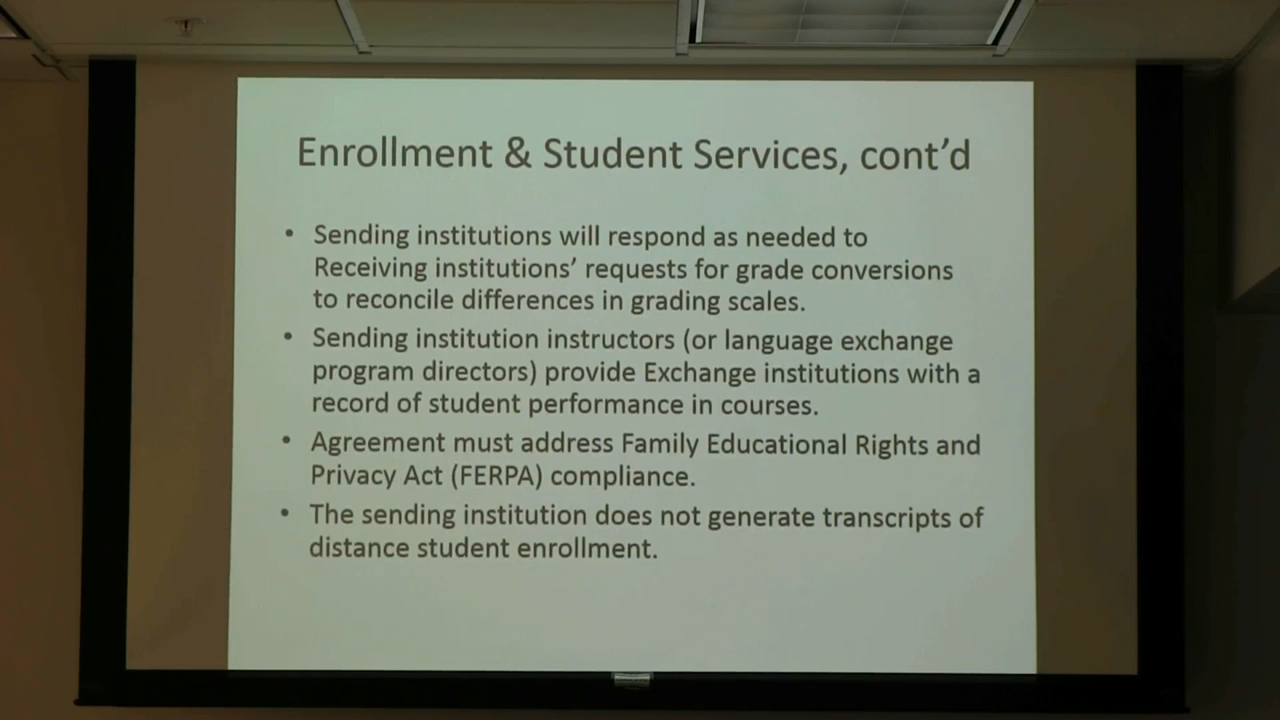 Enrollment & Student Services, cont’d
• Sending institutions will respond as needed to
Receiving institutions’ requests for grade conversions
to reconcile differences in grading scales.
• Sending institution instructors (or language exchange
program directors) provide Exchange institutions with a
record of student performance in courses.
• Agreement must address Family Educational Rights and
Privacy Act (FERPA) compliance.
• The sending institution does not generate transcripts of
distance student enrollment.